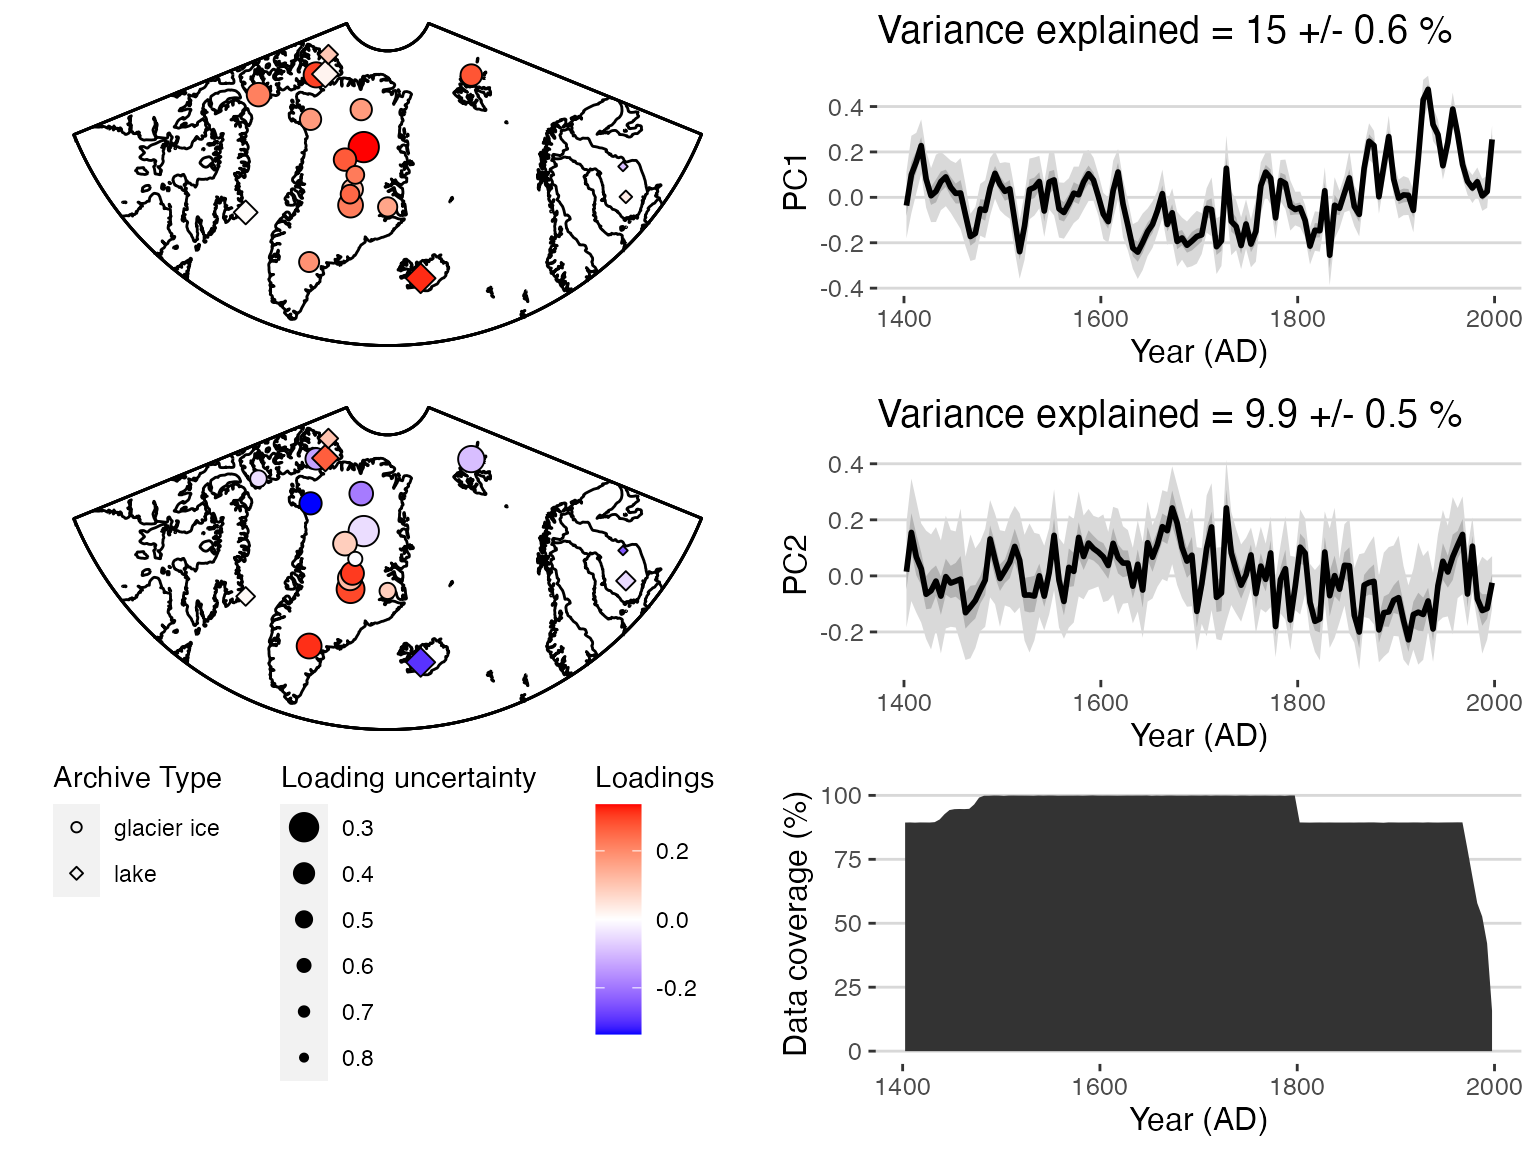 Variance explained = 15 +/- 0.6 %
PC1
0.4
0.2
0.0
-0.2
-0.4
1400 1600 1800 2000
Year (AD)
Variance explained = 9.9 +/- 0.5 %
PC2
0.4
0.2
0.0
-0.2
1400 1600 1800 2000
Year (AD)
Archive Type
glacier ice
lake
Loading uncertainty
0.3
0.4
0.5
0.6
0.7
0.8
Loadings
0.2
0.0
-0.2
Data coverage (%)
100
75
50
25
0
1400 1600 1800 2000
Year (AD)